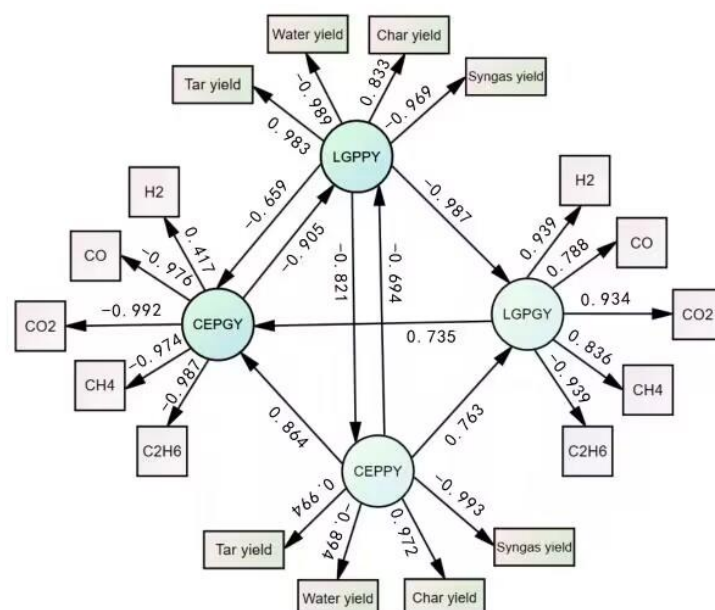 Water yield
Char yield
Tar yield
Syngas yield
-0.989
0.833
0.983
-0.969
LGPPY
H2
H2
-0.659
-0.987
CO
0.417
-0.905
0.939
CO
-0.976
-0.821
-0.694
0.788
CO2
-0.992
CEPGY
LGPGY
0.934
CO2
0.735
-0.974
0.836
CH4
-0.987
-0.939
CH4
C2H6
0.864
0.763
C2H6
CEPPY
0.994
-0.993
-0.894
0.972
Tar yield
Syngas yield
Water yield
Char yield